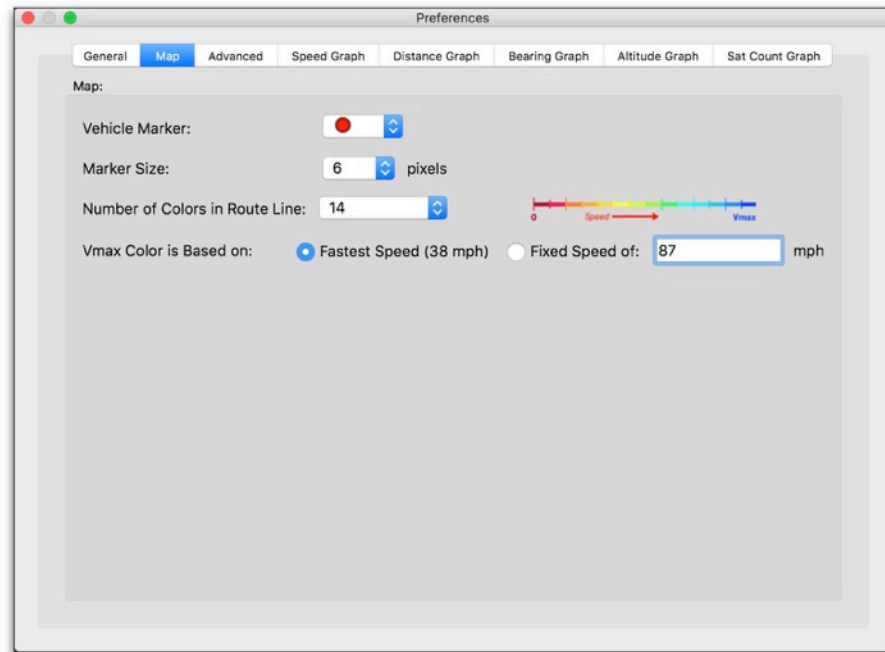 Preferences
General Map Advanced Speed Graph Distance Graph Bearing Graph Altitude Graph Sat Count Graph
Map:
Vehicle Marker:
Marker Size: 6 pixels
Number of Colors in Route Line: 14
0 Speed Vmax
Vmax Color is Based on: Fastest Speed (38 mph) Fixed Speed of: 87 mph